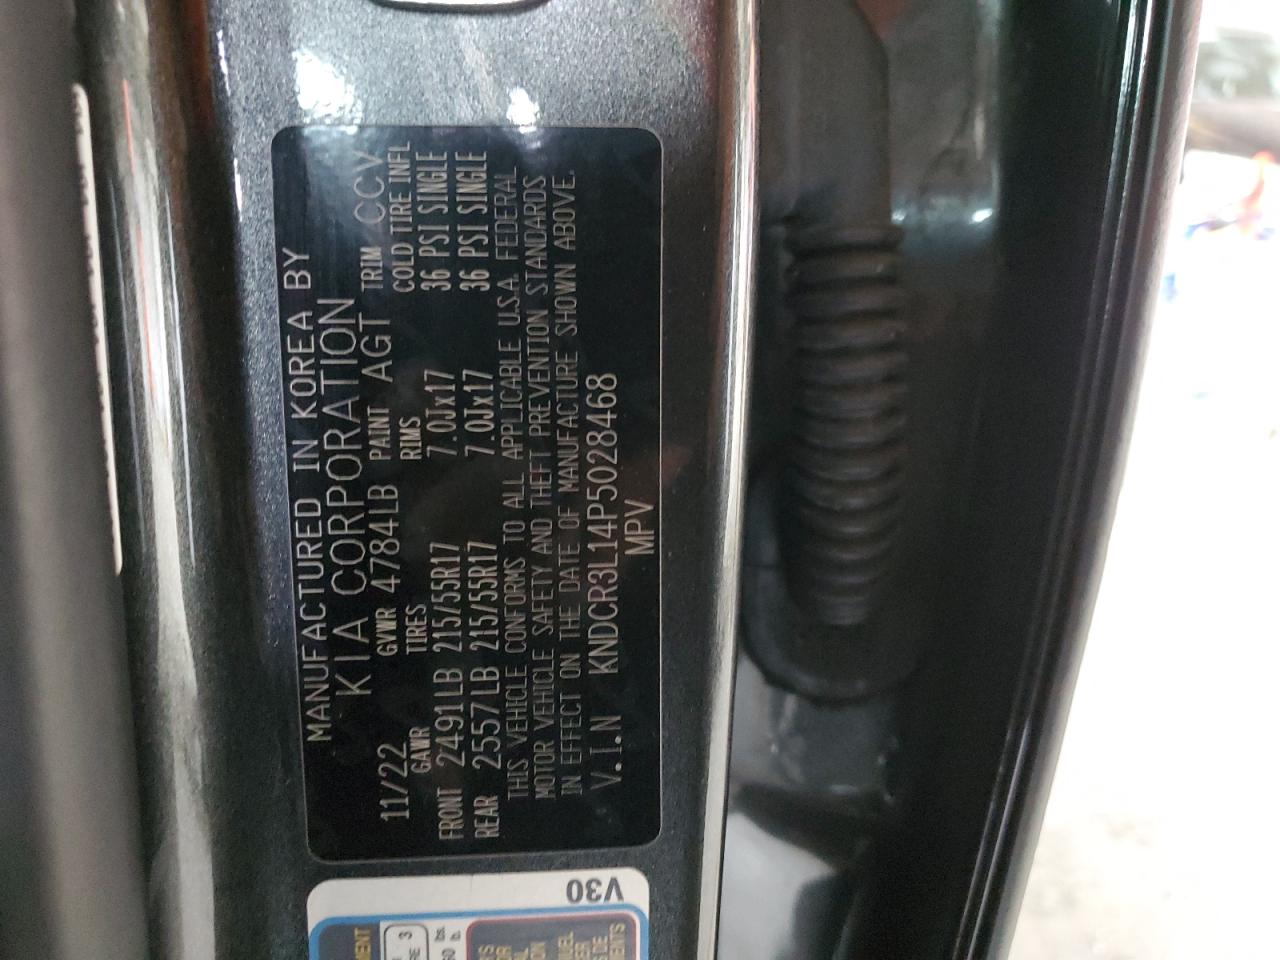 MANUFACTURED IN KOREA BY
KIA CORPORATION
11/22 GVWR 4784LB PAINT AGT TRIM CCV
GAWR TIRES RIMS COLD TIRE INFL
FRONT 2491LB 215/55R17 7.0Jx17 36 PSI SINGLE
REAR 2557LB 215/55R17 7.0Jx17 36 PSI SINGLE
THIS VEHICLE CONFORMS TO ALL APPLICABLE U.S.A. FEDERAL
MOTOR VEHICLE SAFETY AND THEFT PREVENTION STANDARDS
IN EFFECT ON THE DATE OF MANUFACTURE SHOWN ABOVE.
V.I.N KNDCR3L14P5028468
MPV
V30